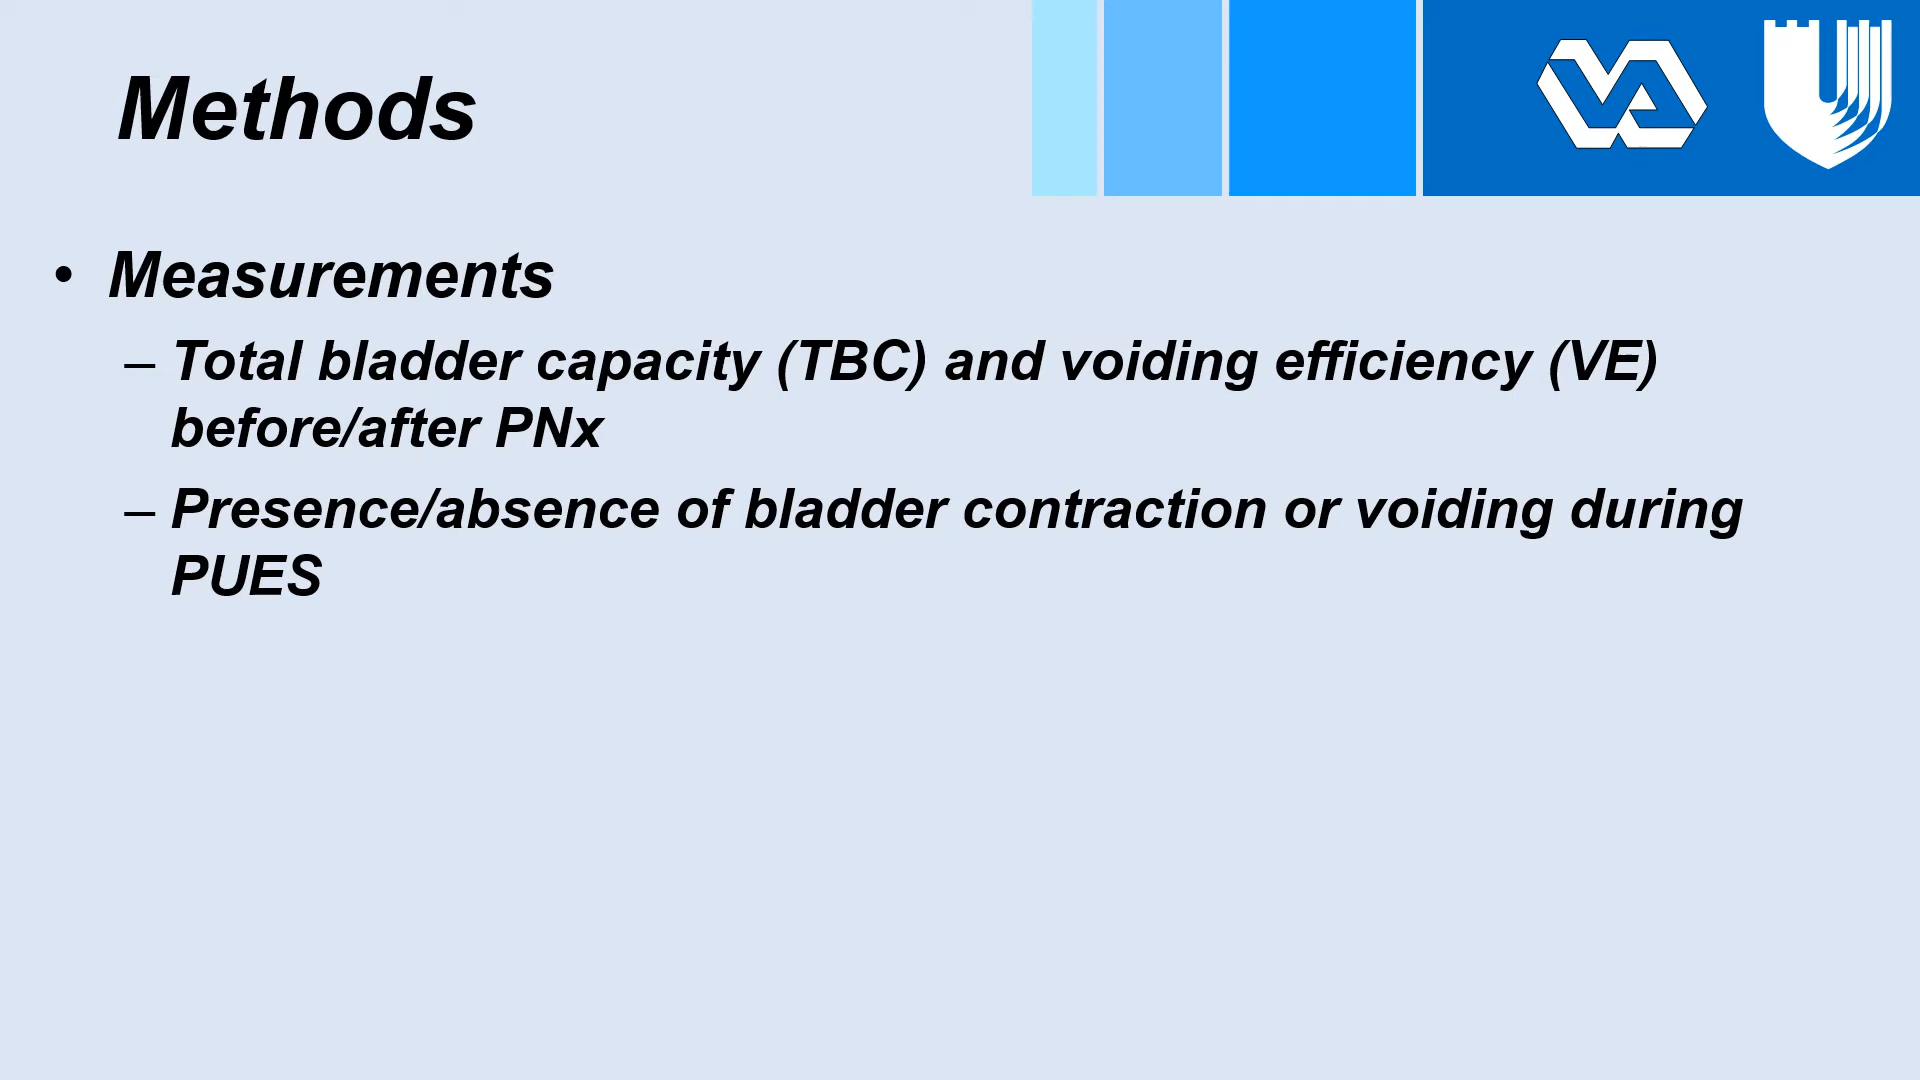 Methods
• Measurements
– Total bladder capacity (TBC) and voiding efficiency (VE)
before/after PNx
– Presence/absence of bladder contraction or voiding during
PUES